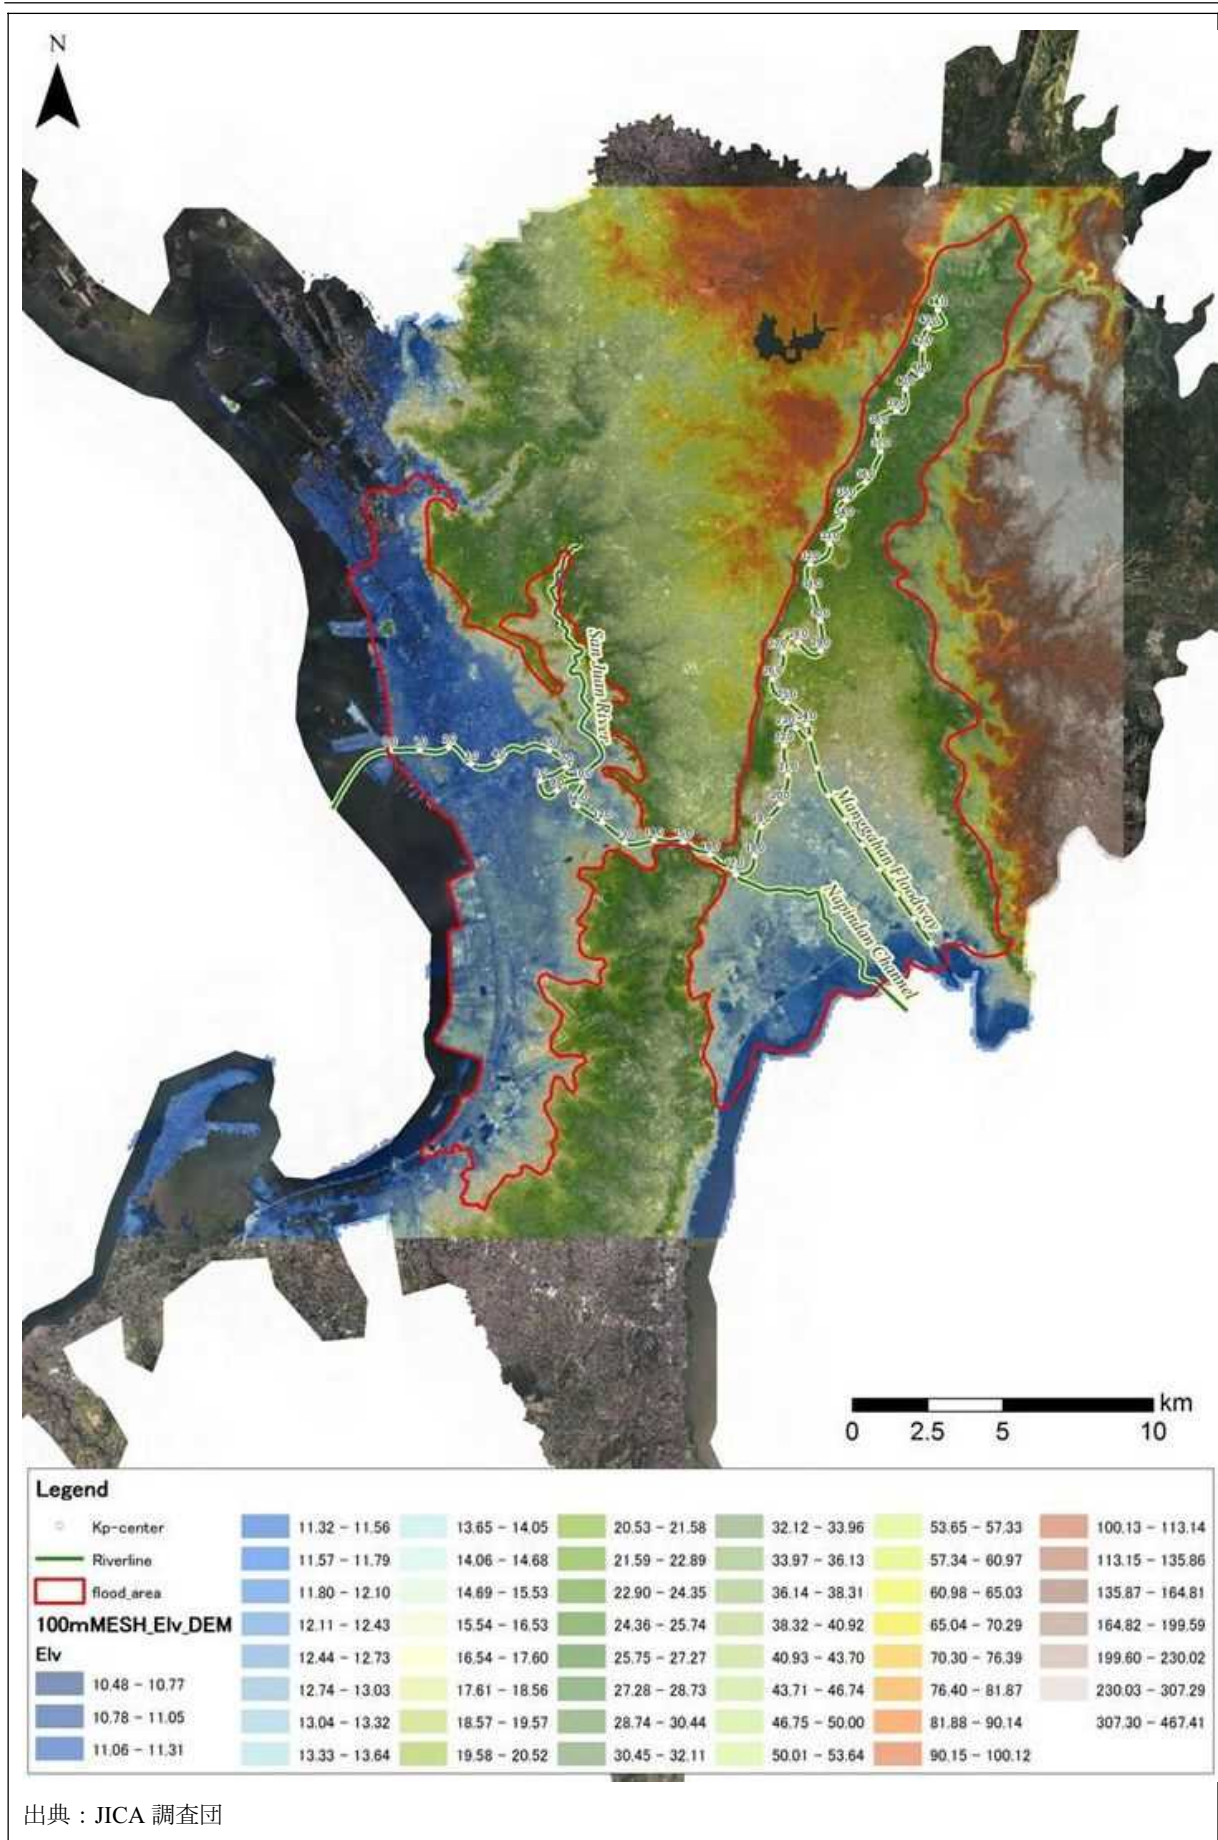 N
San Juan River
Manggahan Floodway
Napindan Channel
km
0 2.5 5 10
Legend
Kp-center
Riverline
flood_area
100mMESH_Elv_DEM
Elv
10.48 - 10.77
10.78 - 11.05
11.06 - 11.31
11.32 - 11.56
11.57 - 11.79
11.80 - 12.10
12.11 - 12.43
12.44 - 12.73
12.74 - 13.03
13.04 - 13.32
13.33 - 13.64
13.65 - 14.05
14.06 - 14.68
14.69 - 15.53
15.54 - 16.53
16.54 - 17.60
17.61 - 18.56
18.57 - 19.57
19.58 - 20.52
20.53 - 21.58
21.59 - 22.89
22.90 - 24.35
24.36 - 25.74
25.75 - 27.27
27.28 - 28.73
28.74 - 30.44
30.45 - 32.11
32.12 - 33.96
33.97 - 36.13
36.14 - 38.31
38.32 - 40.92
40.93 - 43.70
43.71 - 46.74
46.75 - 50.00
50.01 - 53.64
53.65 - 57.33
57.34 - 60.97
60.98 - 65.03
65.04 - 70.29
70.30 - 76.39
76.40 - 81.87
81.88 - 90.14
90.15 - 100.12
100.13 - 113.14
113.15 - 135.86
135.87 - 164.81
164.82 - 199.59
199.60 - 230.02
230.03 - 307.29
307.30 - 467.41
出典：JICA 調査団